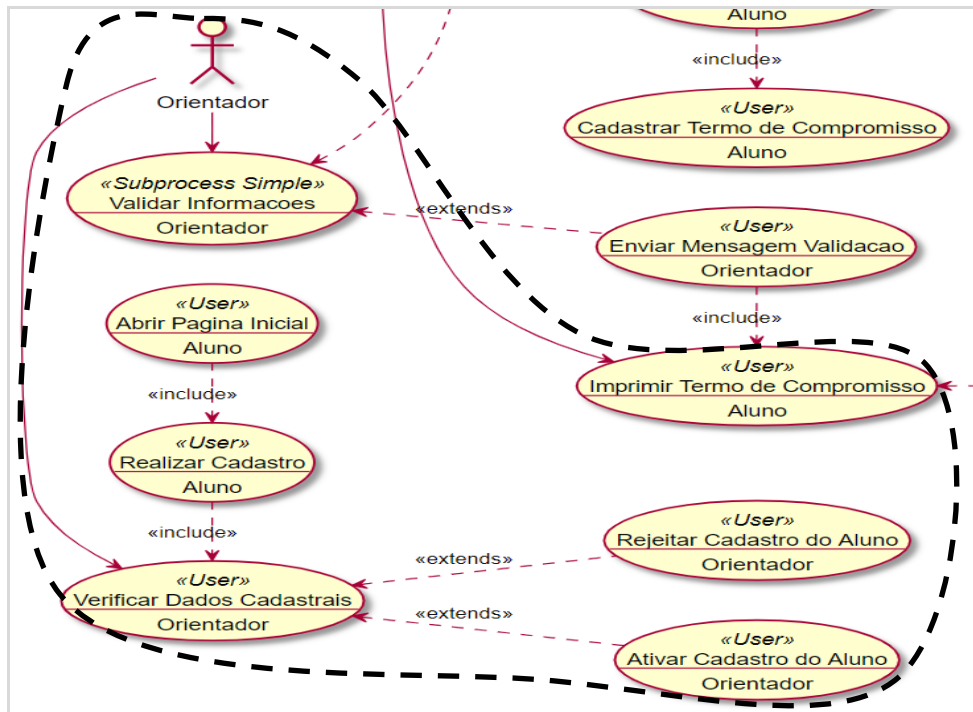 Aluno
«include»
Orientador
«User»
Cadastrar Termo de Compromisso
Aluno
«Subprocess Simple»
Validar Informacoes
Orientador
«extends»
«User»
Enviar Mensagem Validacao
Orientador
«User»
Abrir Pagina Inicial
Aluno
«include»
«User»
Imprimir Termo de Compromisso
Aluno
«include»
«User»
Realizar Cadastro
Aluno
«include»
«User»
Rejeitar Cadastro do Aluno
Orientador
«extends»
«User»
Verificar Dados Cadastrais
Orientador
«extends»
«User»
Ativar Cadastro do Aluno
Orientador